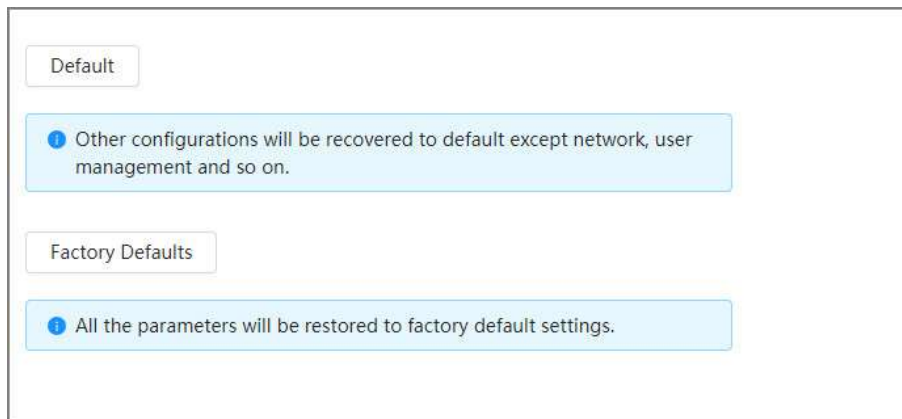 Default
Other configurations will be recovered to default except network, user
management and so on.
Factory Defaults
All the parameters will be restored to factory default settings.